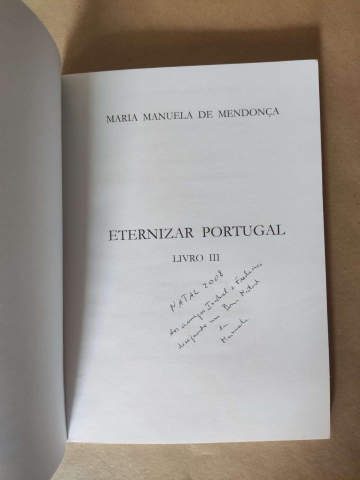 MARIA MANUELA DE MENDONÇA
ETERNIZAR PORTUGAL
LIVRO III
NATAL 2008
Aos amigos Isabel e Frederico
desejando um Bom Natal
da
Manuela